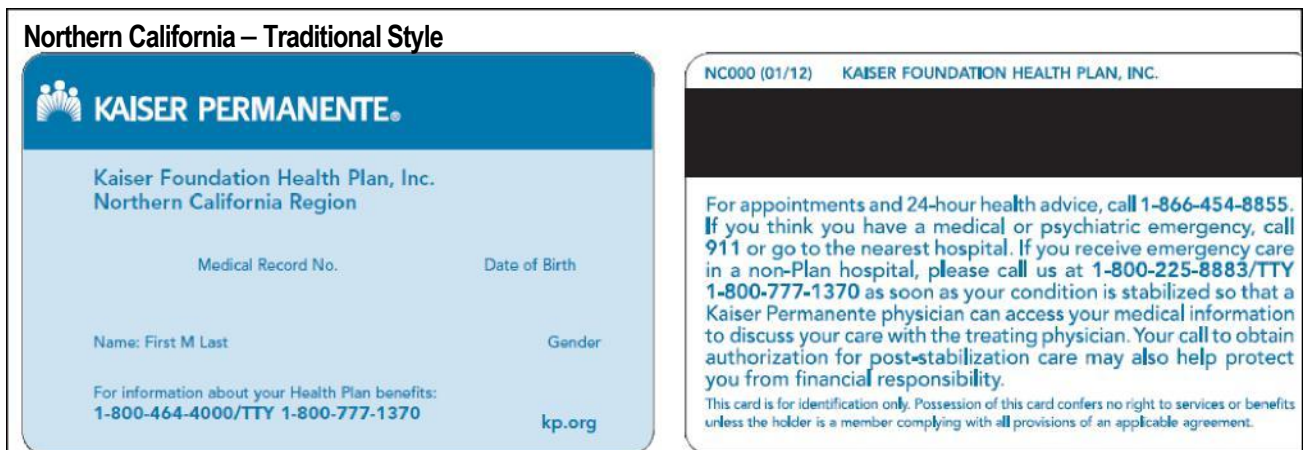 Northern California – Traditional Style
KAISER PERMANENTE®
Kaiser Foundation Health Plan, Inc.
Northern California Region
Medical Record No. Date of Birth
Name: First M Last Gender
For information about your Health Plan benefits:
1-800-464-4000/TTY 1-800-777-1370
kp.org
NC000 (01/12) KAISER FOUNDATION HEALTH PLAN, INC.
For appointments and 24-hour health advice, call 1-866-454-8855.
If you think you have a medical or psychiatric emergency, call
911 or go to the nearest hospital. If you receive emergency care
in a non-Plan hospital, please call us at 1-800-225-8883/TTY
1-800-777-1370 as soon as your condition is stabilized so that a
Kaiser Permanente physician can access your medical information
to discuss your care with the treating physician. Your call to obtain
authorization for post-stabilization care may also help protect
you from financial responsibility.
This card is for identification only. Possession of this card confers no right to services or benefits
unless the holder is a member complying with all provisions of an applicable agreement.